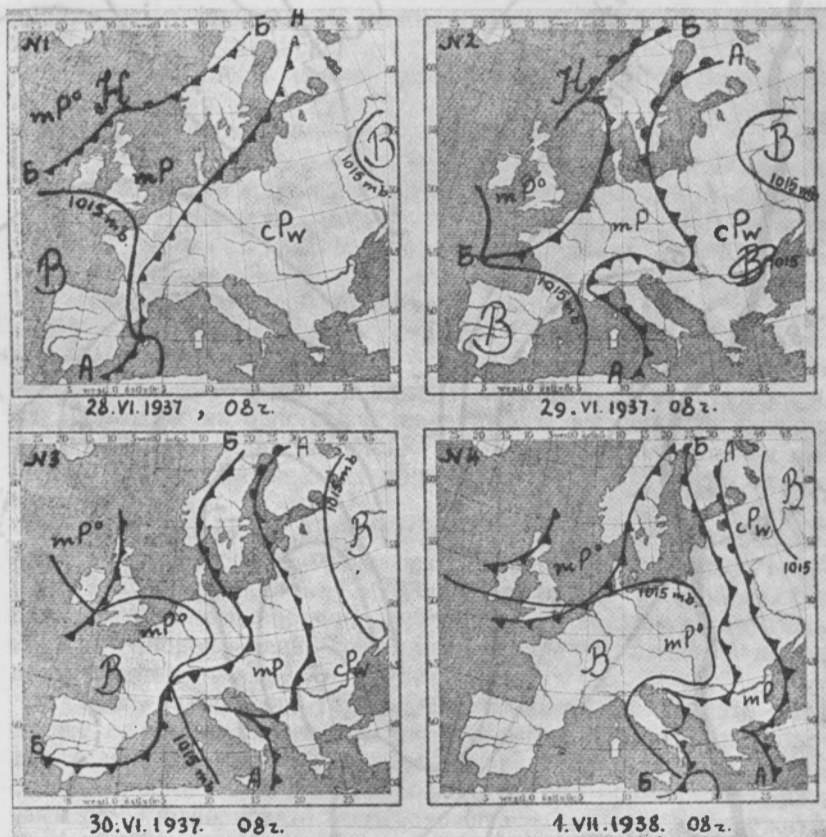 N1
Б
Н
mP°
Н
Б
mP
1015 mb
В
1015 mb.
cPw
В
А
28.VI.1937, 08 г.
N2
Б
А
Н
В
1015 mb.
mP°
mP
cPw
Б
В
1015
1015 mb
В
А
29.VI.1937. 08 г.
N3
Б
А
1015 mb.
В
mP°
mP°
В
mP
cPw
Б
1015 mb.
А
30.VI.1937. 08 г.
N4
Б
А
В
cPw
mP°
1015
1015 mb.
В
mP°
mP
Б
А
1.VII.1938. 08 г.